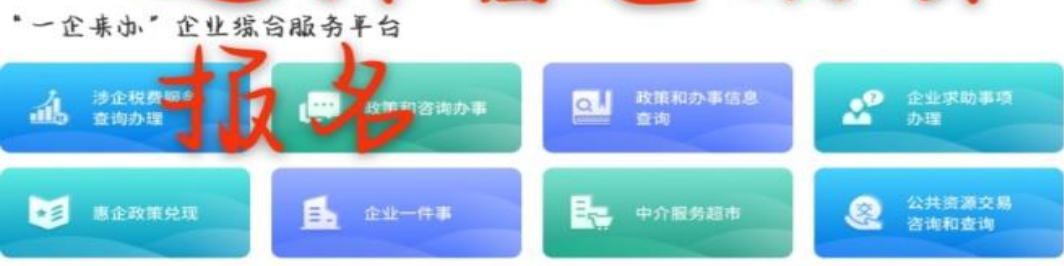 “一企来办”企业综合服务平台
报名
涉企税费
查询办理
政策和咨询办事
政策和办事信息
查询
企业求助事项
办理
惠企政策兑现
企业一件事
中介服务超市
公共资源交易
咨询和查询